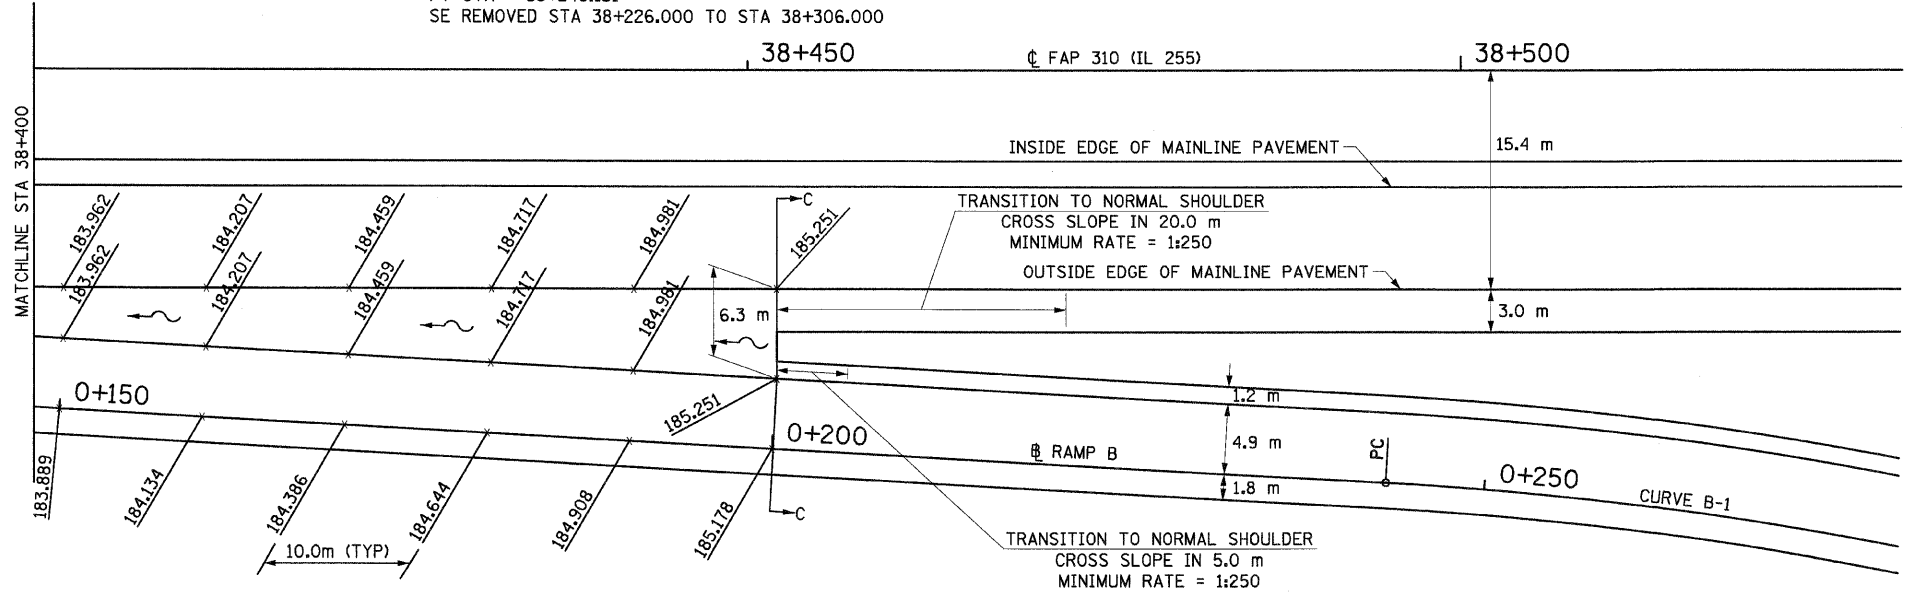 SE REMOVED STA 38+226.000 TO STA 38+306.000
38+450
℄ FAP 310 (IL 255)
38+500
MATCHLINE STA 38+400
15.4 m
INSIDE EDGE OF MAINLINE PAVEMENT
183.962
184.207
184.459
184.717
184.981
C
185.251
TRANSITION TO NORMAL SHOULDER
CROSS SLOPE IN 20.0 m
MINIMUM RATE = 1:250
OUTSIDE EDGE OF MAINLINE PAVEMENT
183.962
184.207
184.459
184.717
184.981
6.3 m
3.0 m
185.251
0+150
0+200
1.2 m
4.9 m
1.8 m
℄ RAMP B
PC
0+250
CURVE B-1
183.889
184.134
184.386
184.644
184.908
185.178
C
10.0m (TYP)
TRANSITION TO NORMAL SHOULDER
CROSS SLOPE IN 5.0 m
MINIMUM RATE = 1:250